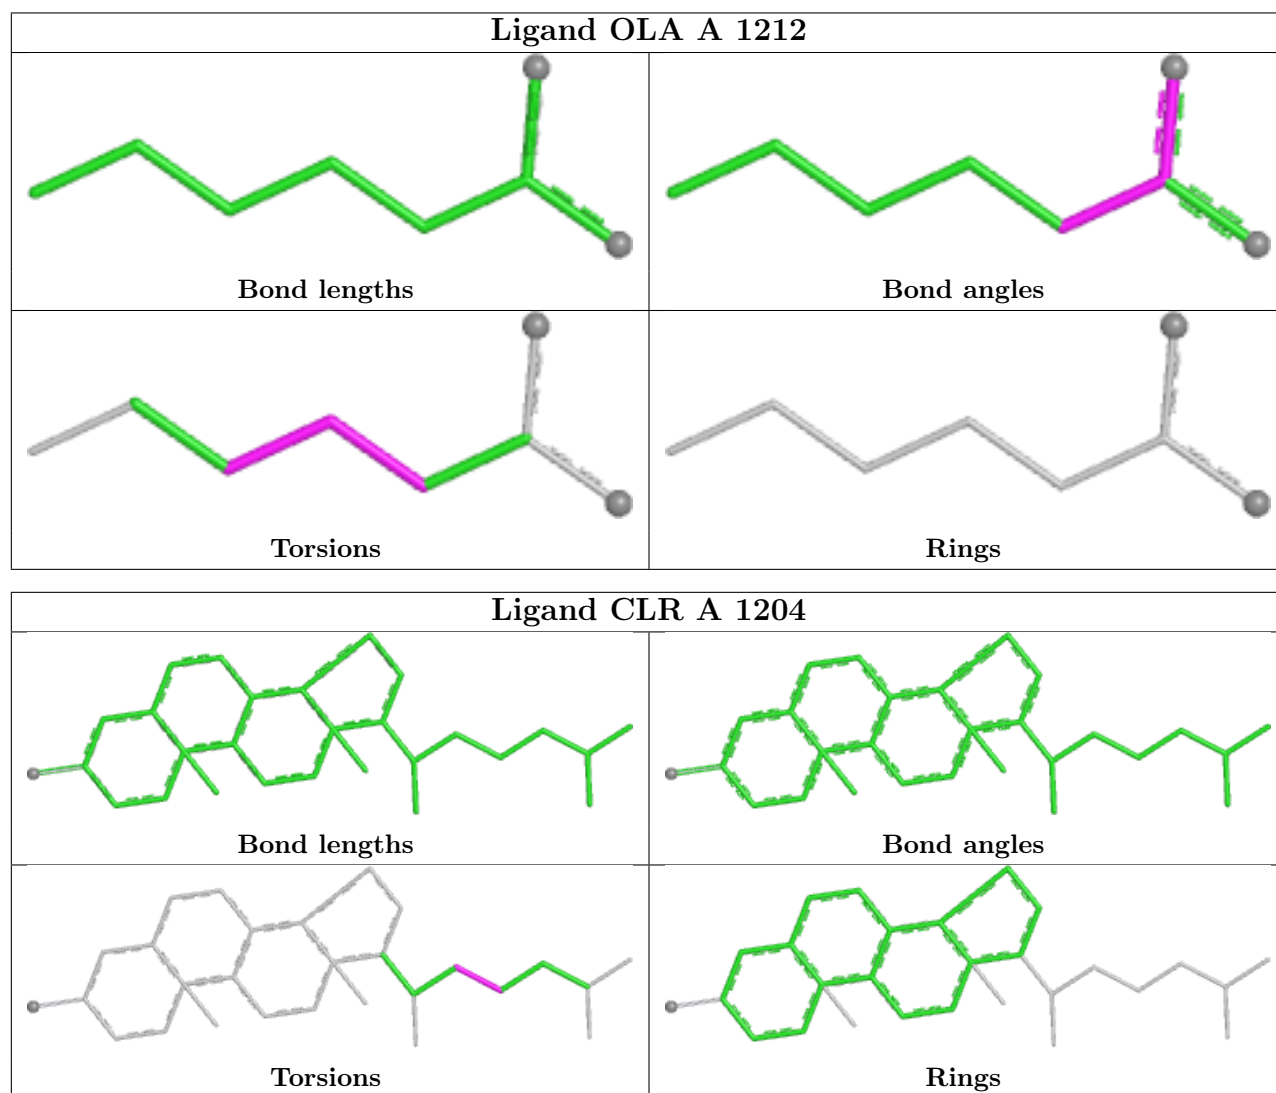 Ligand OLA A 1212
Bond lengths
Bond angles
Torsions
Rings
Ligand CLR A 1204
Bond lengths
Bond angles
Torsions
Rings